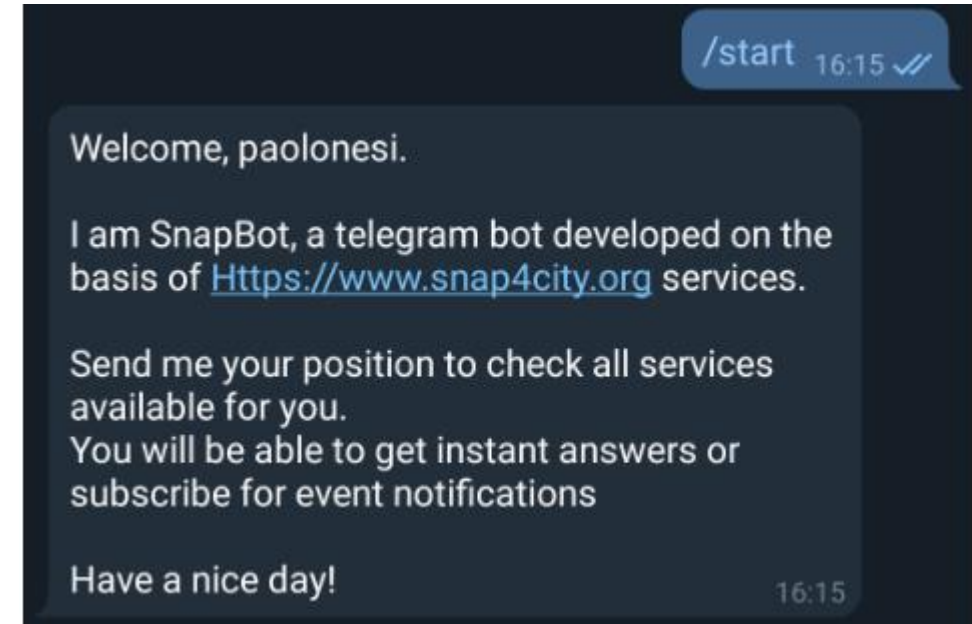 /start 16:15
Welcome, paolonesi.
I am SnapBot, a telegram bot developed on the
basis of Https://www.snap4city.org services.
Send me your position to check all services
available for you.
You will be able to get instant answers or
subscribe for event notifications
Have a nice day!
16:15